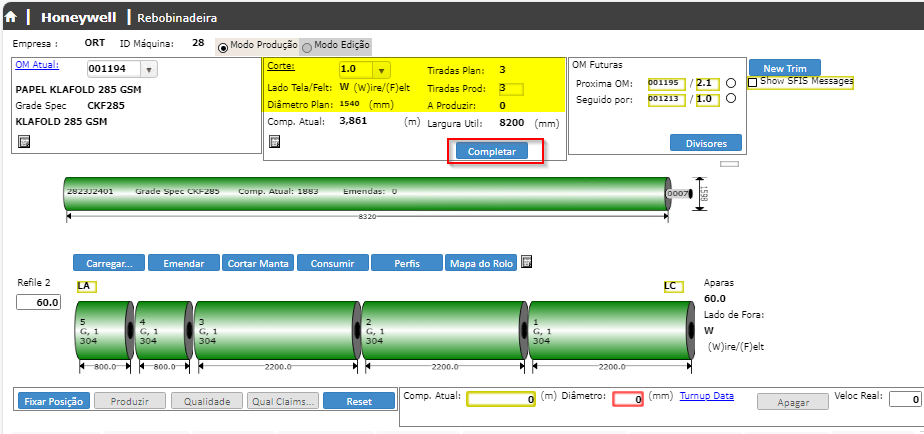 Honeywell Rebobinadeira
Empresa : ORT ID Máquina: 28 Modo Produção Modo Edição
OM Atual: 001194
PAPEL KLAFOLD 285 GSM
Grade Spec CKF285
KLAFOLD 285 GSM
Corte: 1.0 Tiradas Plan: 3
Lado Tela/Felt: W (W)ire/(F)elt Tiradas Prod: 3
Diâmetro Plan: 1540 (mm) A Produzir: 0
Comp. Atual: 3,861 (m) Largura Util: 8200 (mm)
Completar
OM Futuras
Proxima OM: 001195 / 2.1
Seguido por: 001213 / 1.0
Divisores
New Trim
Show SFIS Messages
2823J2401 Grade Spec CKF285 Comp. Atual: 1883 Emendas: 0
0007
1598
8320
Carregar... Emendar Cortar Manta Consumir Perfis Mapa do Rolo
Refile 2
60.0
LA LC
5
G, 1
304
4
G, 1
304
3
G, 1
304
2
G, 1
304
1
G, 1
304
800.0 800.0 2200.0 2200.0 2200.0
Aparas
60.0
Lado de Fora:
W
(W)ire/(F)elt
Fixar Posição Produzir Qualidade Qual Claims... Reset
Comp. Atual: 0 (m) Diâmetro: 0 (mm) Turnup Data Apagar Veloc Real: 0